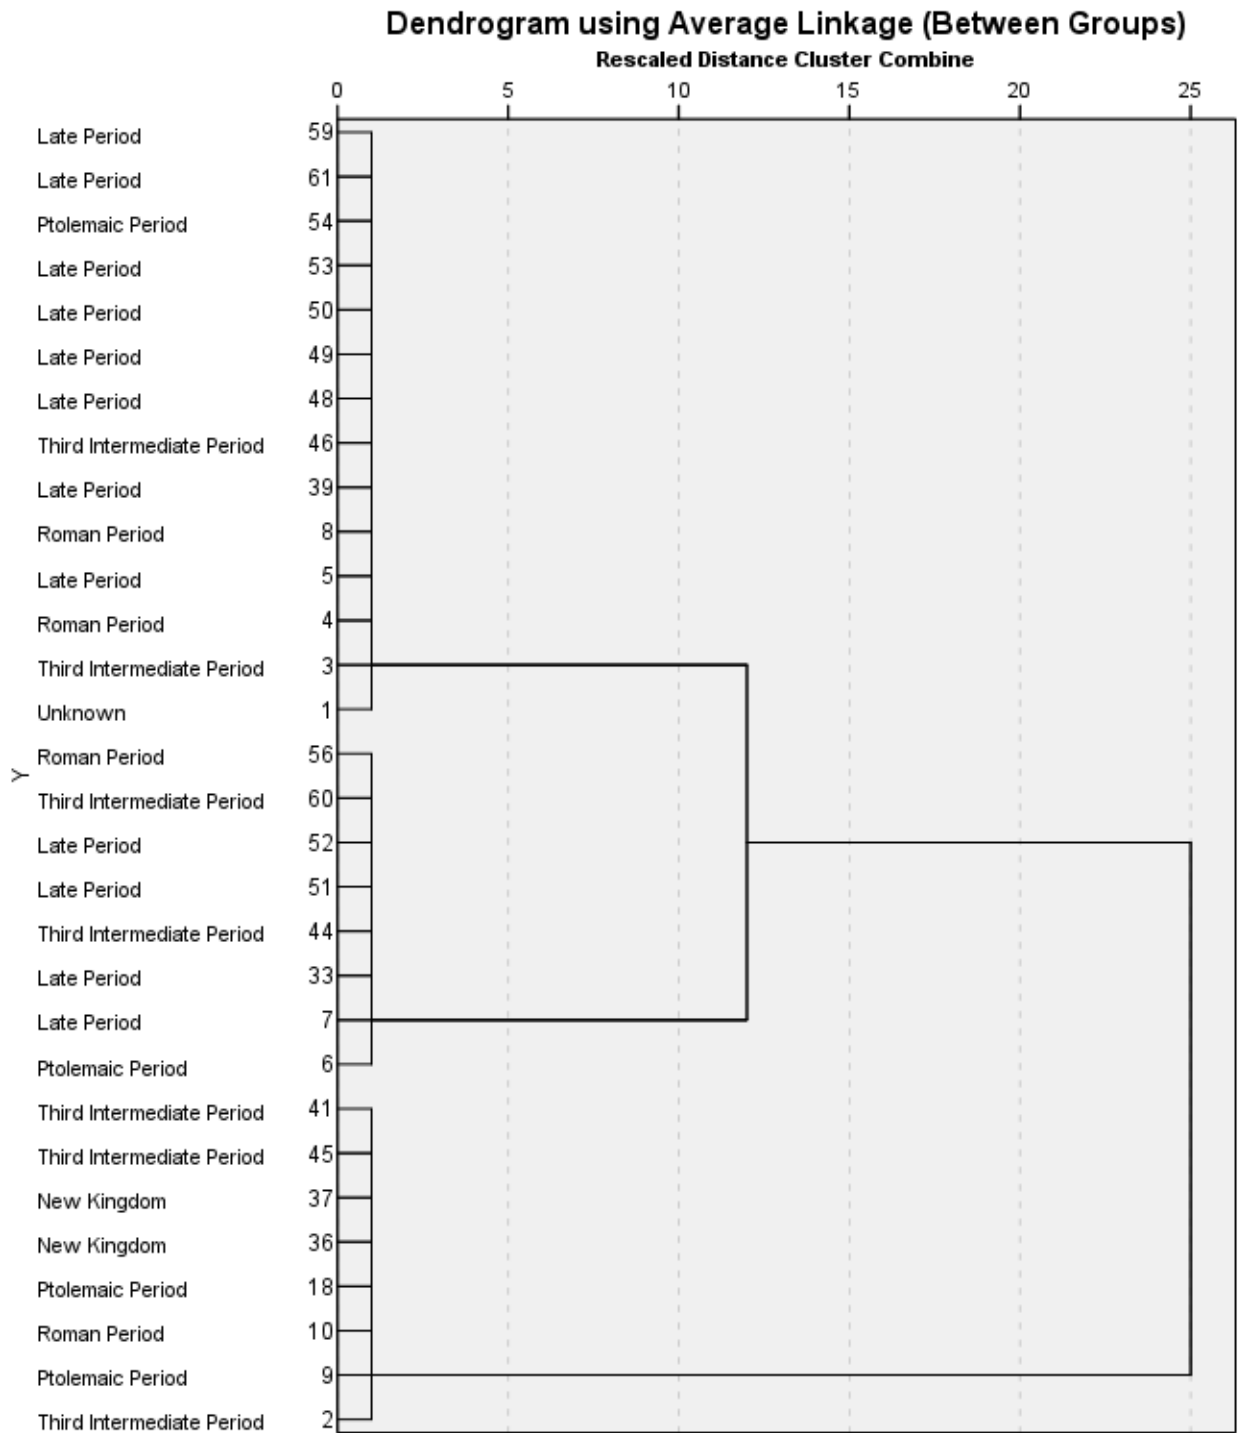 Dendrogram using Average Linkage (Between Groups)
Rescaled Distance Cluster Combine
0 5 10 15 20 25
Late Period 59
Late Period 61
Ptolemaic Period 54
Late Period 53
Late Period 50
Late Period 49
Late Period 48
Third Intermediate Period 46
Late Period 39
Roman Period 8
Late Period 5
Roman Period 4
Third Intermediate Period 3
Unknown 1
Roman Period 56
Y
Third Intermediate Period 60
Late Period 52
Late Period 51
Third Intermediate Period 44
Late Period 33
Late Period 7
Ptolemaic Period 6
Third Intermediate Period 41
Third Intermediate Period 45
New Kingdom 37
New Kingdom 36
Ptolemaic Period 18
Roman Period 10
Ptolemaic Period 9
Third Intermediate Period 2